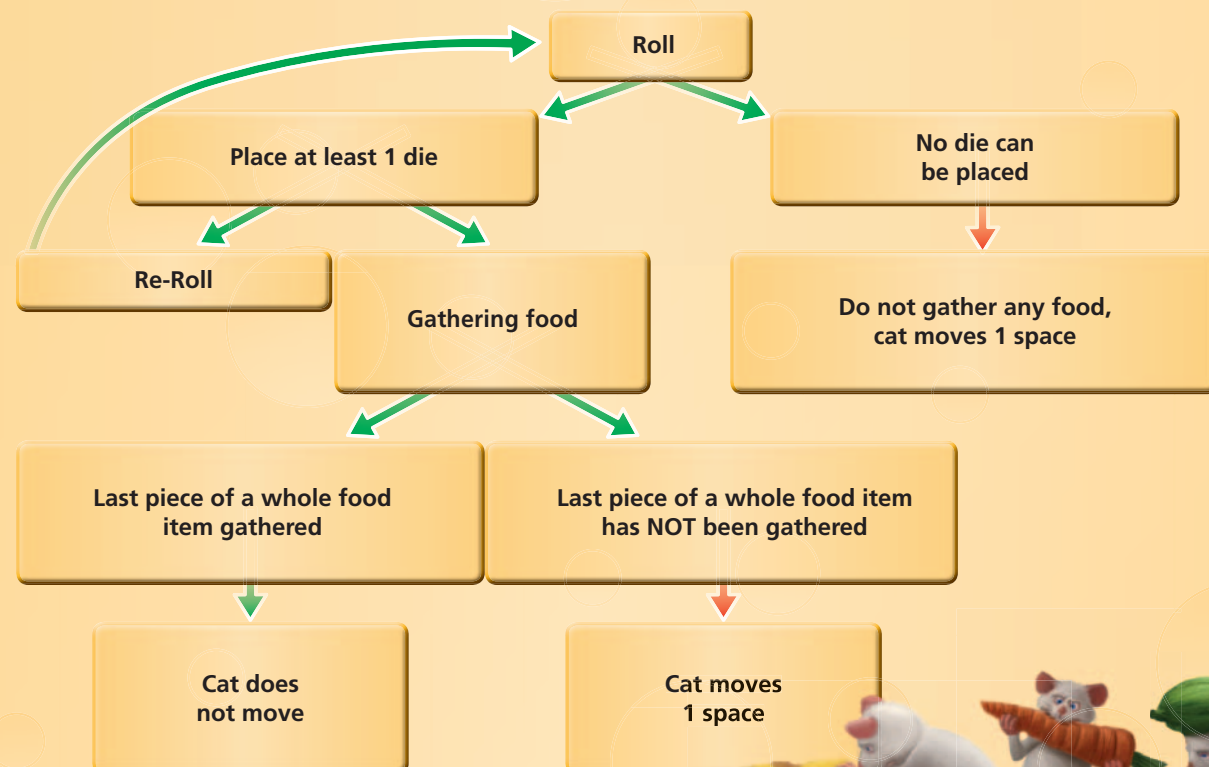 Roll
Place at least 1 die
No die can
be placed
Re-Roll
Gathering food
Do not gather any food,
cat moves 1 space
Last piece of a whole food
item gathered
Last piece of a whole food item
has NOT been gathered
Cat does
not move
Cat moves
1 space